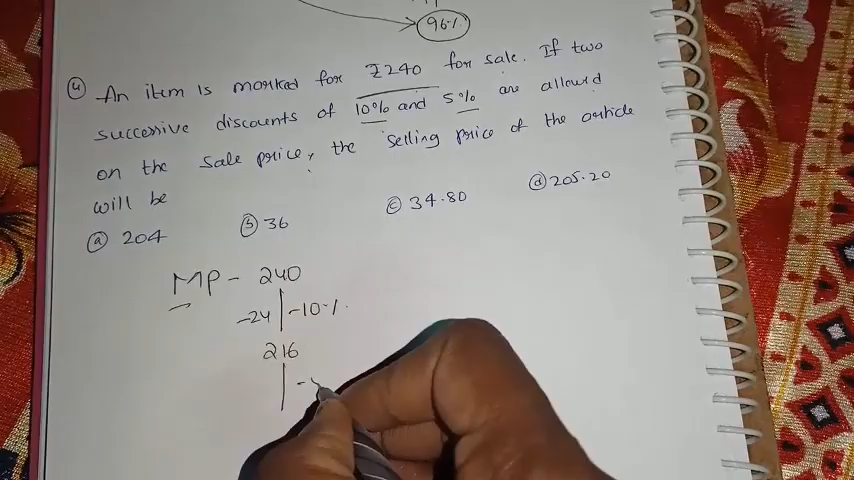 96%
④ An item is marked for ₹240 for sale. If two
successive discounts of 10% and 5% are allowed
on the sale price, the selling price of the article
will be
ⓐ 204 ⓑ 36 ⓒ 34.80 ⓓ 205.20
MP - 240
-24 -10%
216
-